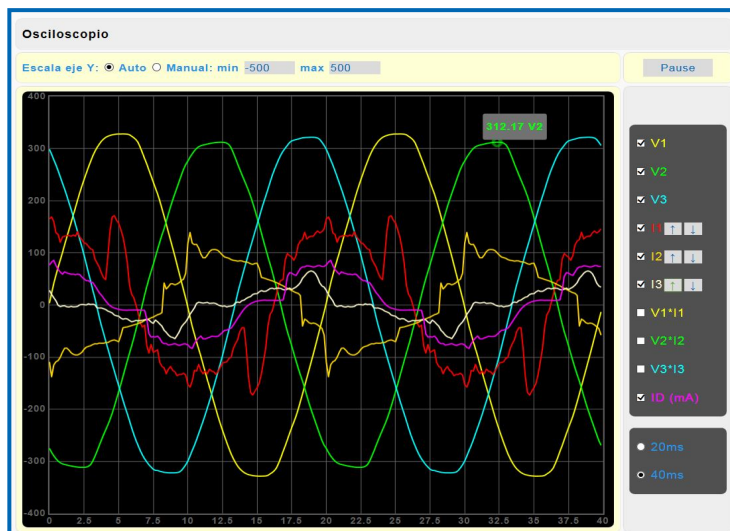 Osciloscopio
Escala eje Y: Auto Manual: min -500 max 500
Pause
400
300
200
100
0
-100
-200
-300
-400
0 2.5 5 7.5 10 12.5 15 17.5 20 22.5 25 27.5 30 32.5 35 37.5 40
312.17 V2
V1
V2
V3
I1 ↑ ↓
I2 ↑ ↓
I3 ↑ ↓
V1*I1
V2*I2
V3*I3
ID (mA)
20ms
40ms